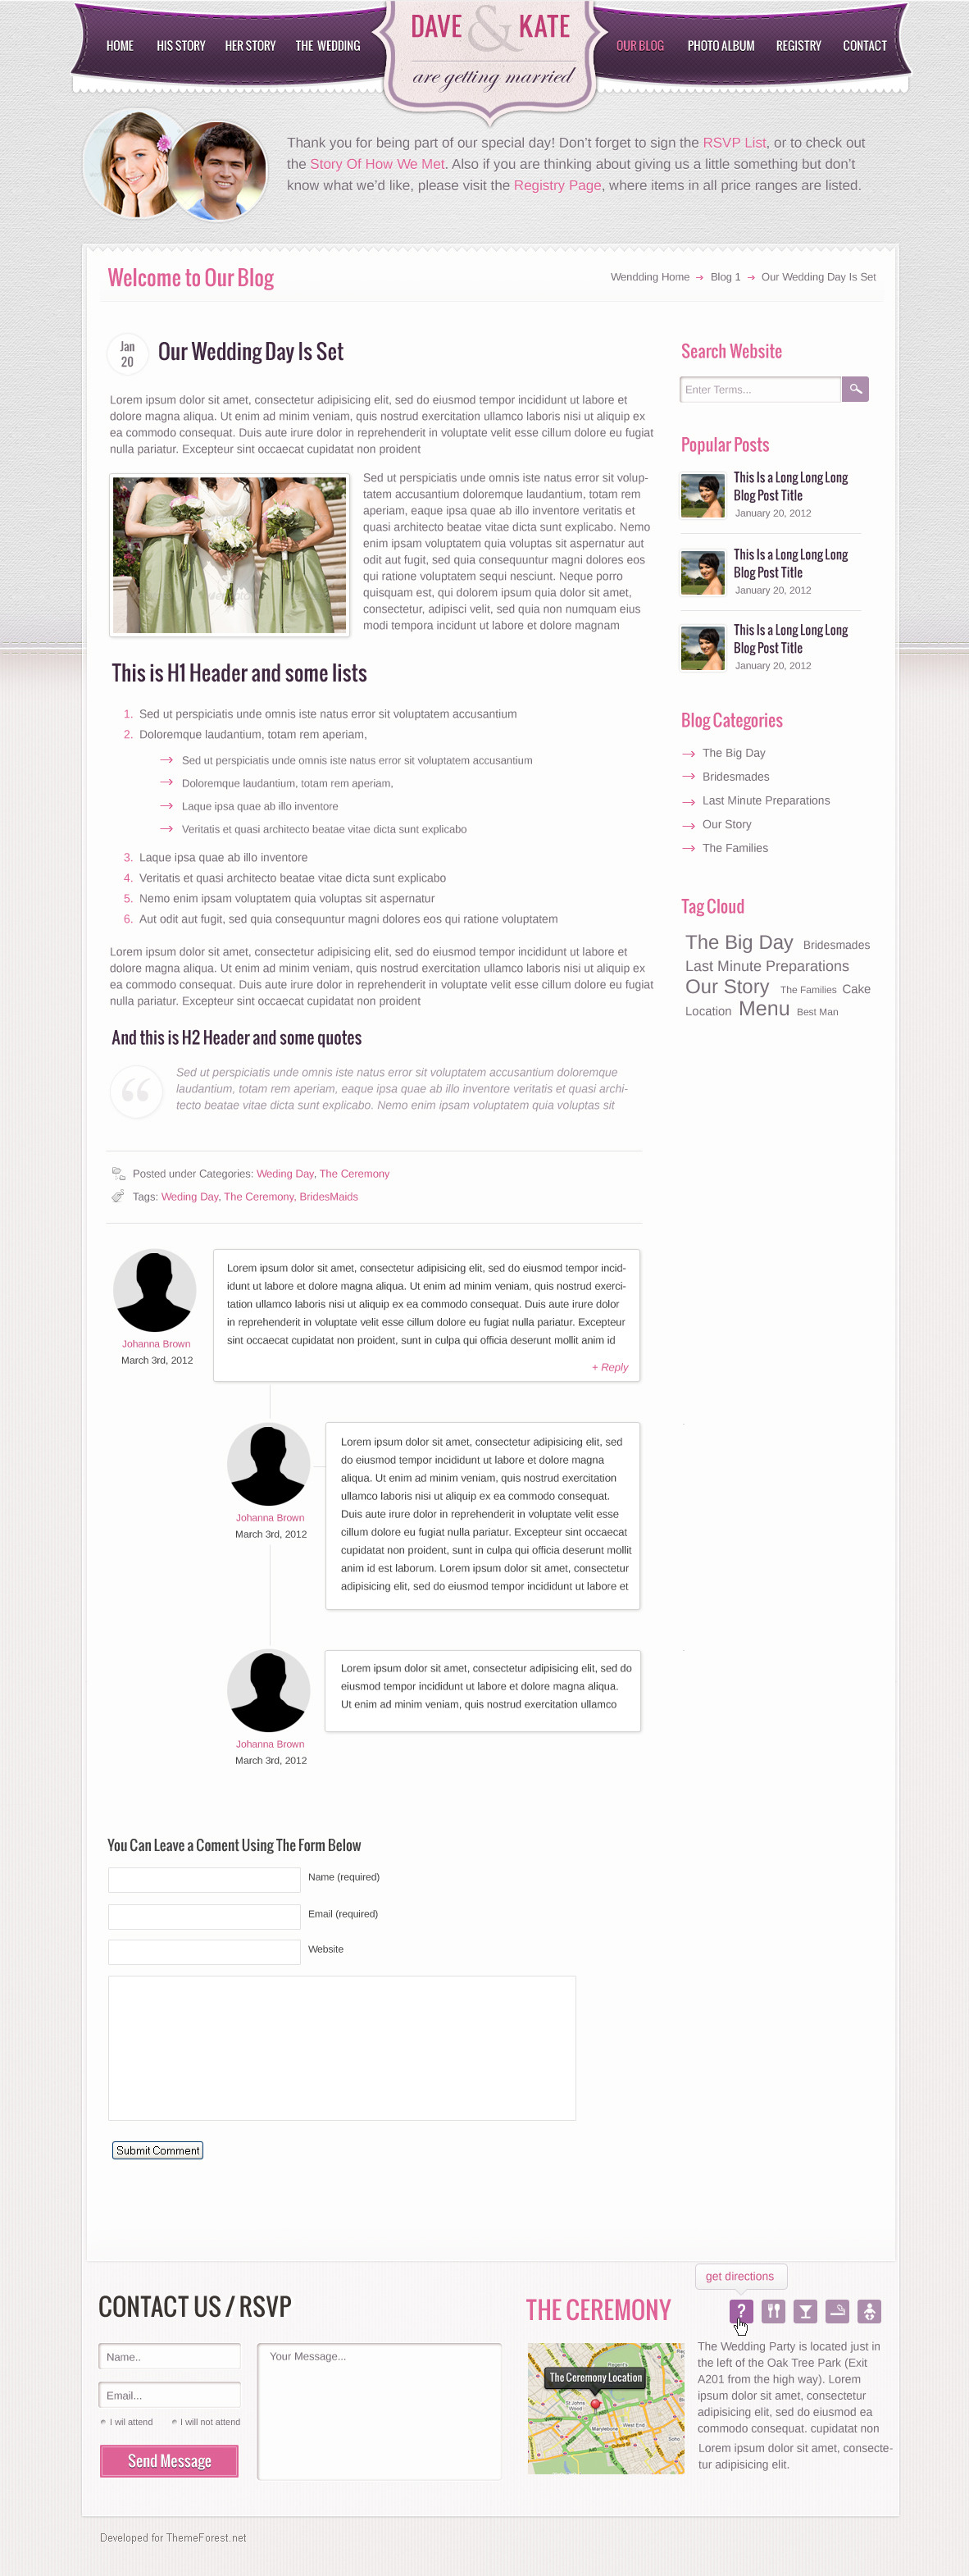 HOME HIS STORY HER STORY THE WEDDING
DAVE & KATE
are getting married
OUR BLOG PHOTO ALBUM REGISTRY CONTACT
Thank you for being part of our special day! Don't forget to sign the RSVP List, or to check out
the Story Of How We Met. Also if you are thinking about giving us a little something but don't
know what we'd like, please visit the Registry Page, where items in all price ranges are listed.
Welcome to Our Blog
Wendding Home Blog 1 Our Wedding Day Is Set
Jan
20
Our Wedding Day Is Set
Lorem ipsum dolor sit amet, consectetur adipisicing elit, sed do eiusmod tempor incididunt ut labore et
dolore magna aliqua. Ut enim ad minim veniam, quis nostrud exercitation ullamco laboris nisi ut aliquip ex
ea commodo consequat. Duis aute irure dolor in reprehenderit in voluptate velit esse cillum dolore eu fugiat
nulla pariatur. Excepteur sint occaecat cupidatat non proident
Sed ut perspiciatis unde omnis iste natus error sit volup-
tatem accusantium doloremque laudantium, totam rem
aperiam, eaque ipsa quae ab illo inventore veritatis et
quasi architecto beatae vitae dicta sunt explicabo. Nemo
enim ipsam voluptatem quia voluptas sit aspernatur aut
odit aut fugit, sed quia consequuntur magni dolores eos
qui ratione voluptatem sequi nesciunt. Neque porro
quisquam est, qui dolorem ipsum quia dolor sit amet,
consectetur, adipisci velit, sed quia non numquam eius
modi tempora incidunt ut labore et dolore magnam
This is H1 Header and some lists
1. Sed ut perspiciatis unde omnis iste natus error sit voluptatem accusantium
2. Doloremque laudantium, totam rem aperiam,
Sed ut perspiciatis unde omnis iste natus error sit voluptatem accusantium
Doloremque laudantium, totam rem aperiam,
Laque ipsa quae ab illo inventore
Veritatis et quasi architecto beatae vitae dicta sunt explicabo
3. Laque ipsa quae ab illo inventore
4. Veritatis et quasi architecto beatae vitae dicta sunt explicabo
5. Nemo enim ipsam voluptatem quia voluptas sit aspernatur
6. Aut odit aut fugit, sed quia consequuntur magni dolores eos qui ratione voluptatem
Lorem ipsum dolor sit amet, consectetur adipisicing elit, sed do eiusmod tempor incididunt ut labore et
dolore magna aliqua. Ut enim ad minim veniam, quis nostrud exercitation ullamco laboris nisi ut aliquip ex
ea commodo consequat. Duis aute irure dolor in reprehenderit in voluptate velit esse cillum dolore eu fugiat
nulla pariatur. Excepteur sint occaecat cupidatat non proident
And this is H2 Header and some quotes
Sed ut perspiciatis unde omnis iste natus error sit voluptatem accusantium doloremque
laudantium, totam rem aperiam, eaque ipsa quae ab illo inventore veritatis et quasi archi-
tecto beatae vitae dicta sunt explicabo. Nemo enim ipsam voluptatem quia voluptas sit
Posted under Categories: Weding Day, The Ceremony
Tags: Weding Day, The Ceremony, BridesMaids
Lorem ipsum dolor sit amet, consectetur adipisicing elit, sed do eiusmod tempor incid-
idunt ut labore et dolore magna aliqua. Ut enim ad minim veniam, quis nostrud exerci-
tation ullamco laboris nisi ut aliquip ex ea commodo consequat. Duis aute irure dolor
in reprehenderit in voluptate velit esse cillum dolore eu fugiat nulla pariatur. Excepteur
sint occaecat cupidatat non proident, sunt in culpa qui officia deserunt mollit anim id
+ Reply
Johanna Brown
March 3rd, 2012
Lorem ipsum dolor sit amet, consectetur adipisicing elit, sed
do eiusmod tempor incididunt ut labore et dolore magna
aliqua. Ut enim ad minim veniam, quis nostrud exercitation
ullamco laboris nisi ut aliquip ex ea commodo consequat.
Duis aute irure dolor in reprehenderit in voluptate velit esse
cillum dolore eu fugiat nulla pariatur. Excepteur sint occaecat
cupidatat non proident, sunt in culpa qui officia deserunt mollit
anim id est laborum. Lorem ipsum dolor sit amet, consectetur
adipisicing elit, sed do eiusmod tempor incididunt ut labore et
Johanna Brown
March 3rd, 2012
Lorem ipsum dolor sit amet, consectetur adipisicing elit, sed do
eiusmod tempor incididunt ut labore et dolore magna aliqua.
Ut enim ad minim veniam, quis nostrud exercitation ullamco
Johanna Brown
March 3rd, 2012
You Can Leave a Coment Using The Form Below
Name (required)
Email (required)
Website
Submit Comment
Search Website
Enter Terms...
Popular Posts
This Is a Long Long Long
Blog Post Title
January 20, 2012
This Is a Long Long Long
Blog Post Title
January 20, 2012
This Is a Long Long Long
Blog Post Title
January 20, 2012
Blog Categories
The Big Day
Bridesmades
Last Minute Preparations
Our Story
The Families
Tag Cloud
The Big Day Bridesmades
Last Minute Preparations
Our Story The Families Cake
Location Menu Best Man
CONTACT US / RSVP
Name..
Email...
I wil attend I will not attend
Send Message
Your Message...
THE CEREMONY
get directions
?
The Ceremony Location
Regent's
St Johns
Wood
Marylebone
West End
Soho
The Wedding Party is located just in
the left of the Oak Tree Park (Exit
A201 from the high way). Lorem
ipsum dolor sit amet, consectetur
adipisicing elit, sed do eiusmod ea
commodo consequat. cupidatat non
Lorem ipsum dolor sit amet, consecte-
tur adipisicing elit.
Developed for ThemeForest.net